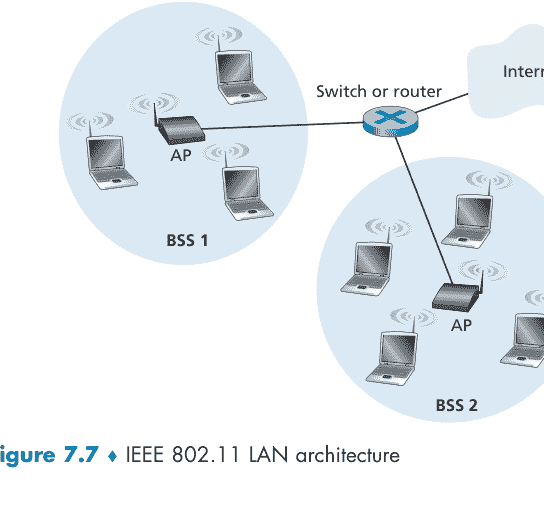 Intern
Switch or router
AP
BSS 1
AP
BSS 2
igure 7.7 ♦ IEEE 802.11 LAN architecture